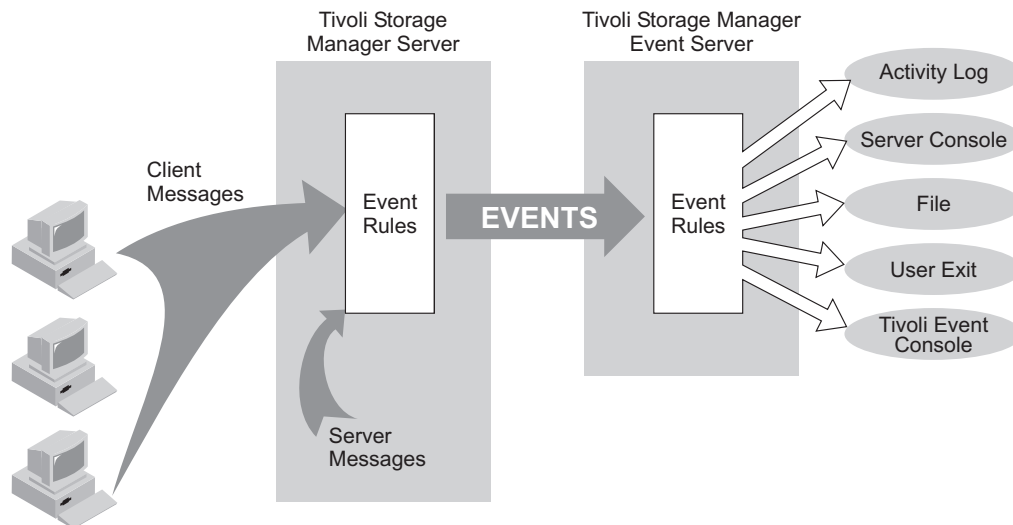 Tivoli Storage
Manager Server
Tivoli Storage Manager
Event Server
Client
Messages
Event
Rules
EVENTS
Event
Rules
Server
Messages
Activity Log
Server Console
File
User Exit
Tivoli Event
Console